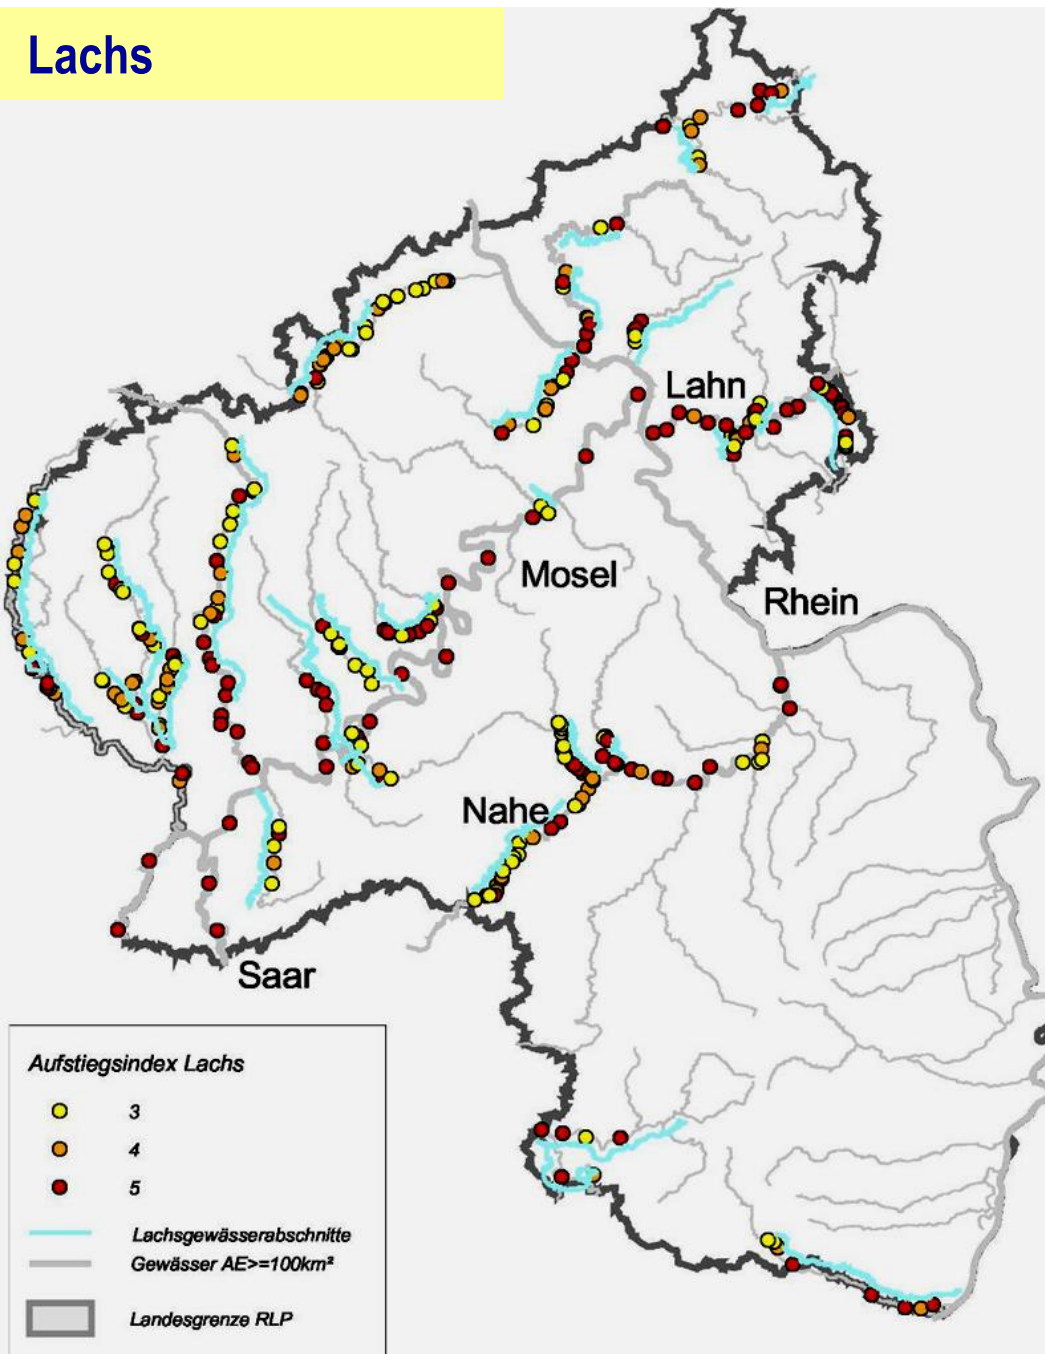 Lachs
Lahn
Mosel
Rhein
Nahe
Saar
Aufstiegsindex Lachs
3
4
5
Lachsgewässerabschnitte
Gewässer AE>=100km²
Landesgrenze RLP